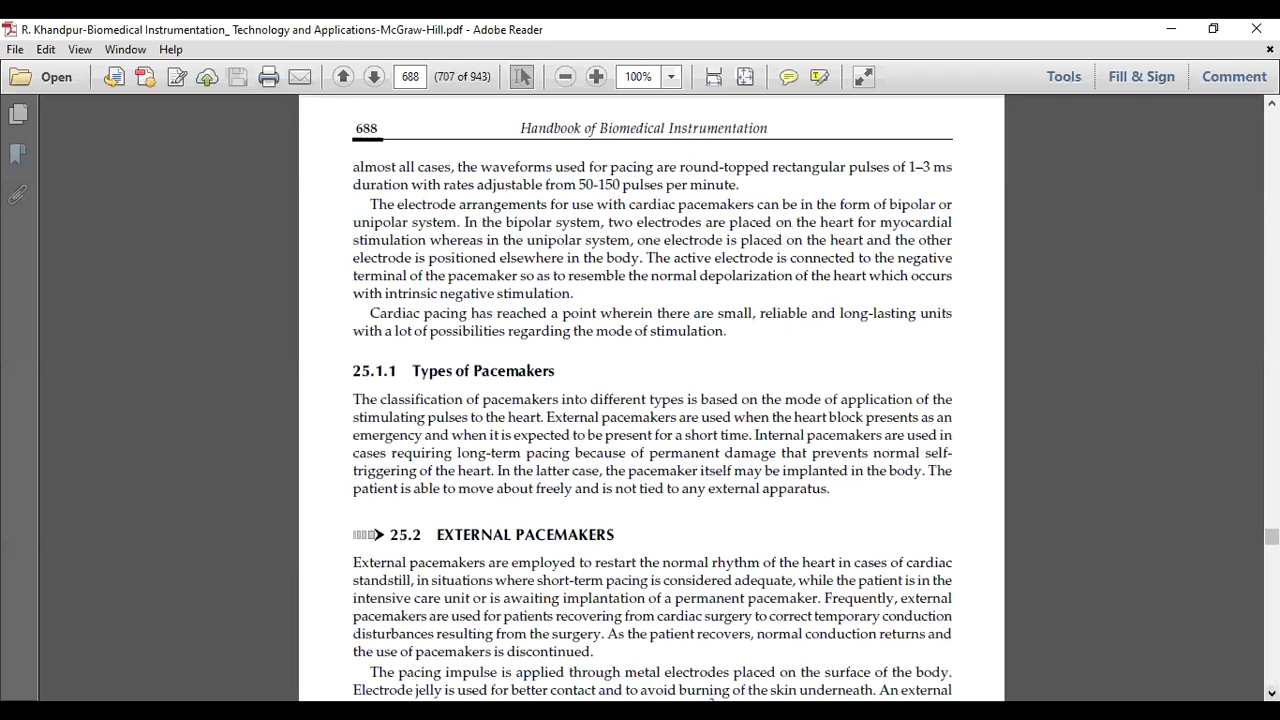 R. Khandpur-Biomedical Instrumentation_ Technology and Applications-McGraw-Hill.pdf - Adobe Reader
File Edit View Window Help
Open 688 (707 of 943) 100% Tools Fill & Sign Comment
688 Handbook of Biomedical Instrumentation
almost all cases, the waveforms used for pacing are round-topped rectangular pulses of 1–3 ms
duration with rates adjustable from 50-150 pulses per minute.
The electrode arrangements for use with cardiac pacemakers can be in the form of bipolar or
unipolar system. In the bipolar system, two electrodes are placed on the heart for myocardial
stimulation whereas in the unipolar system, one electrode is placed on the heart and the other
electrode is positioned elsewhere in the body. The active electrode is connected to the negative
terminal of the pacemaker so as to resemble the normal depolarization of the heart which occurs
with intrinsic negative stimulation.
Cardiac pacing has reached a point wherein there are small, reliable and long-lasting units
with a lot of possibilities regarding the mode of stimulation.
25.1.1 Types of Pacemakers
The classification of pacemakers into different types is based on the mode of application of the
stimulating pulses to the heart. External pacemakers are used when the heart block presents as an
emergency and when it is expected to be present for a short time. Internal pacemakers are used in
cases requiring long-term pacing because of permanent damage that prevents normal self-
triggering of the heart. In the latter case, the pacemaker itself may be implanted in the body. The
patient is able to move about freely and is not tied to any external apparatus.
25.2 EXTERNAL PACEMAKERS
External pacemakers are employed to restart the normal rhythm of the heart in cases of cardiac
standstill, in situations where short-term pacing is considered adequate, while the patient is in the
intensive care unit or is awaiting implantation of a permanent pacemaker. Frequently, external
pacemakers are used for patients recovering from cardiac surgery to correct temporary conduction
disturbances resulting from the surgery. As the patient recovers, normal conduction returns and
the use of pacemakers is discontinued.
The pacing impulse is applied through metal electrodes placed on the surface of the body.
Electrode jelly is used for better contact and to avoid burning of the skin underneath. An external